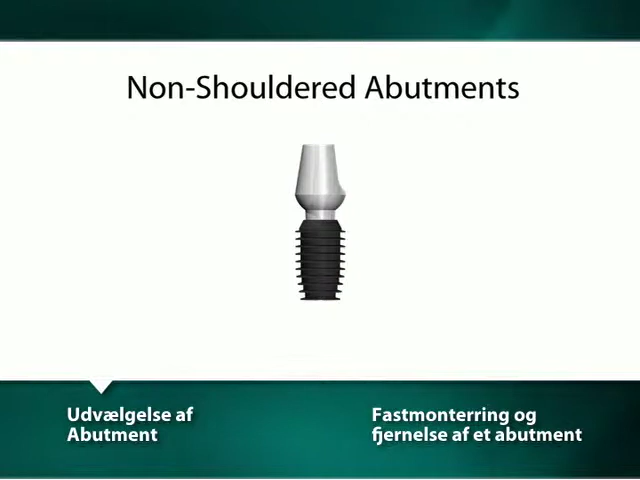 Non-Shouldered Abutments
Udvælgelse af
Abutment
Fastmonterring og
fjernelse af et abutment